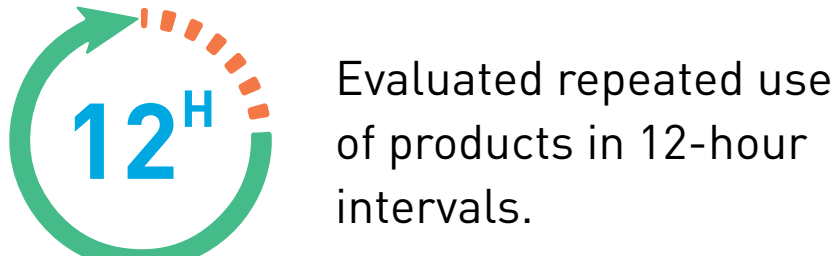 12H
Evaluated repeated use
of products in 12-hour
intervals.